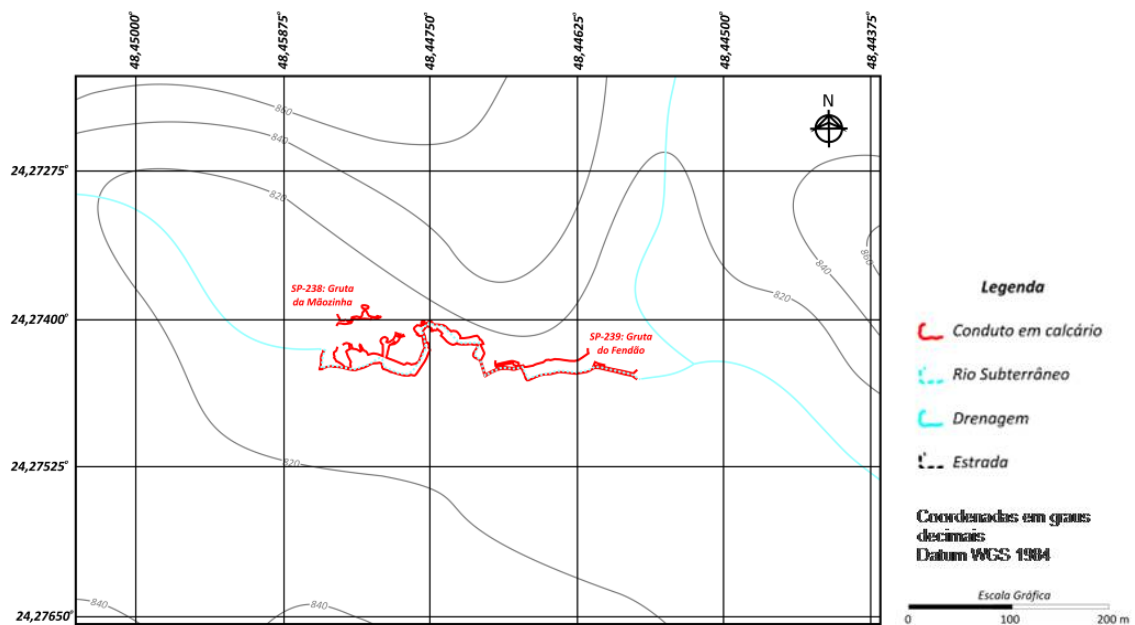 48,45000°
48,45875°
48,44750°
48,44625°
48,44500°
48,44375°
N
860
840
24,27275°
820
860
840
820
SP-238: Gruta
da Mãozinha
24,27400°
SP-239: Gruta
do Fendão
820
24,27525°
840
840
24,27650°
Legenda
Conduto em calcário
Rio Subterrâneo
Drenagem
Estrada
Coordenadas em graus
decimais
Datum WGS 1984
Escala Gráfica
0 100 200 m